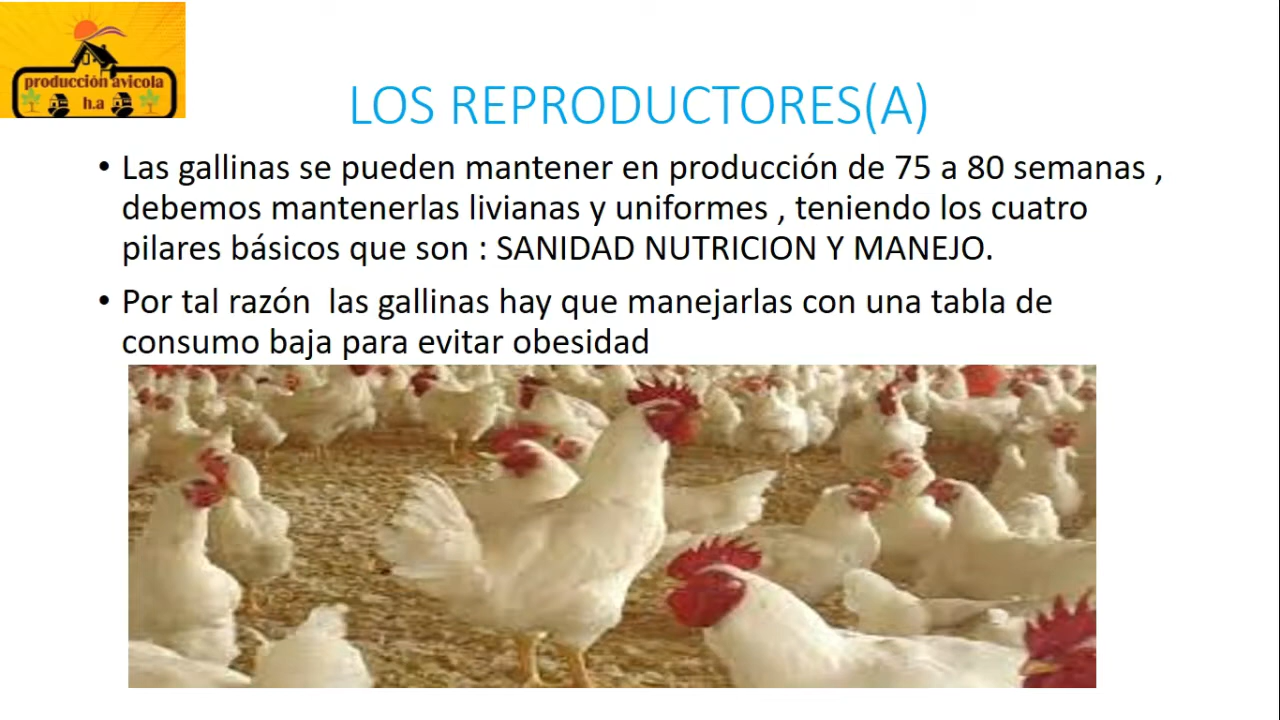 producción avicola
h.a
LOS REPRODUCTORES(A)
• Las gallinas se pueden mantener en producción de 75 a 80 semanas ,
debemos mantenerlas livianas y uniformes , teniendo los cuatro
pilares básicos que son : SANIDAD NUTRICION Y MANEJO.
• Por tal razón  las gallinas hay que manejarlas con una tabla de
consumo baja para evitar obesidad